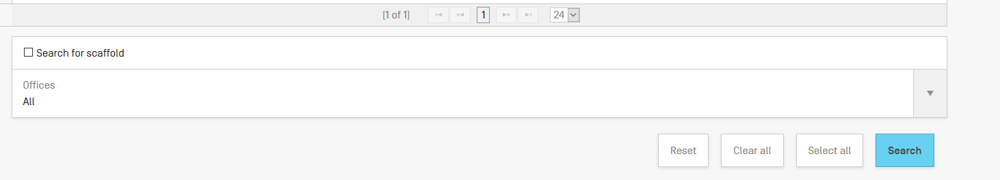 (1 of 1) 1 24
Search for scaffold
Offices
All
Reset Clear all Select all Search